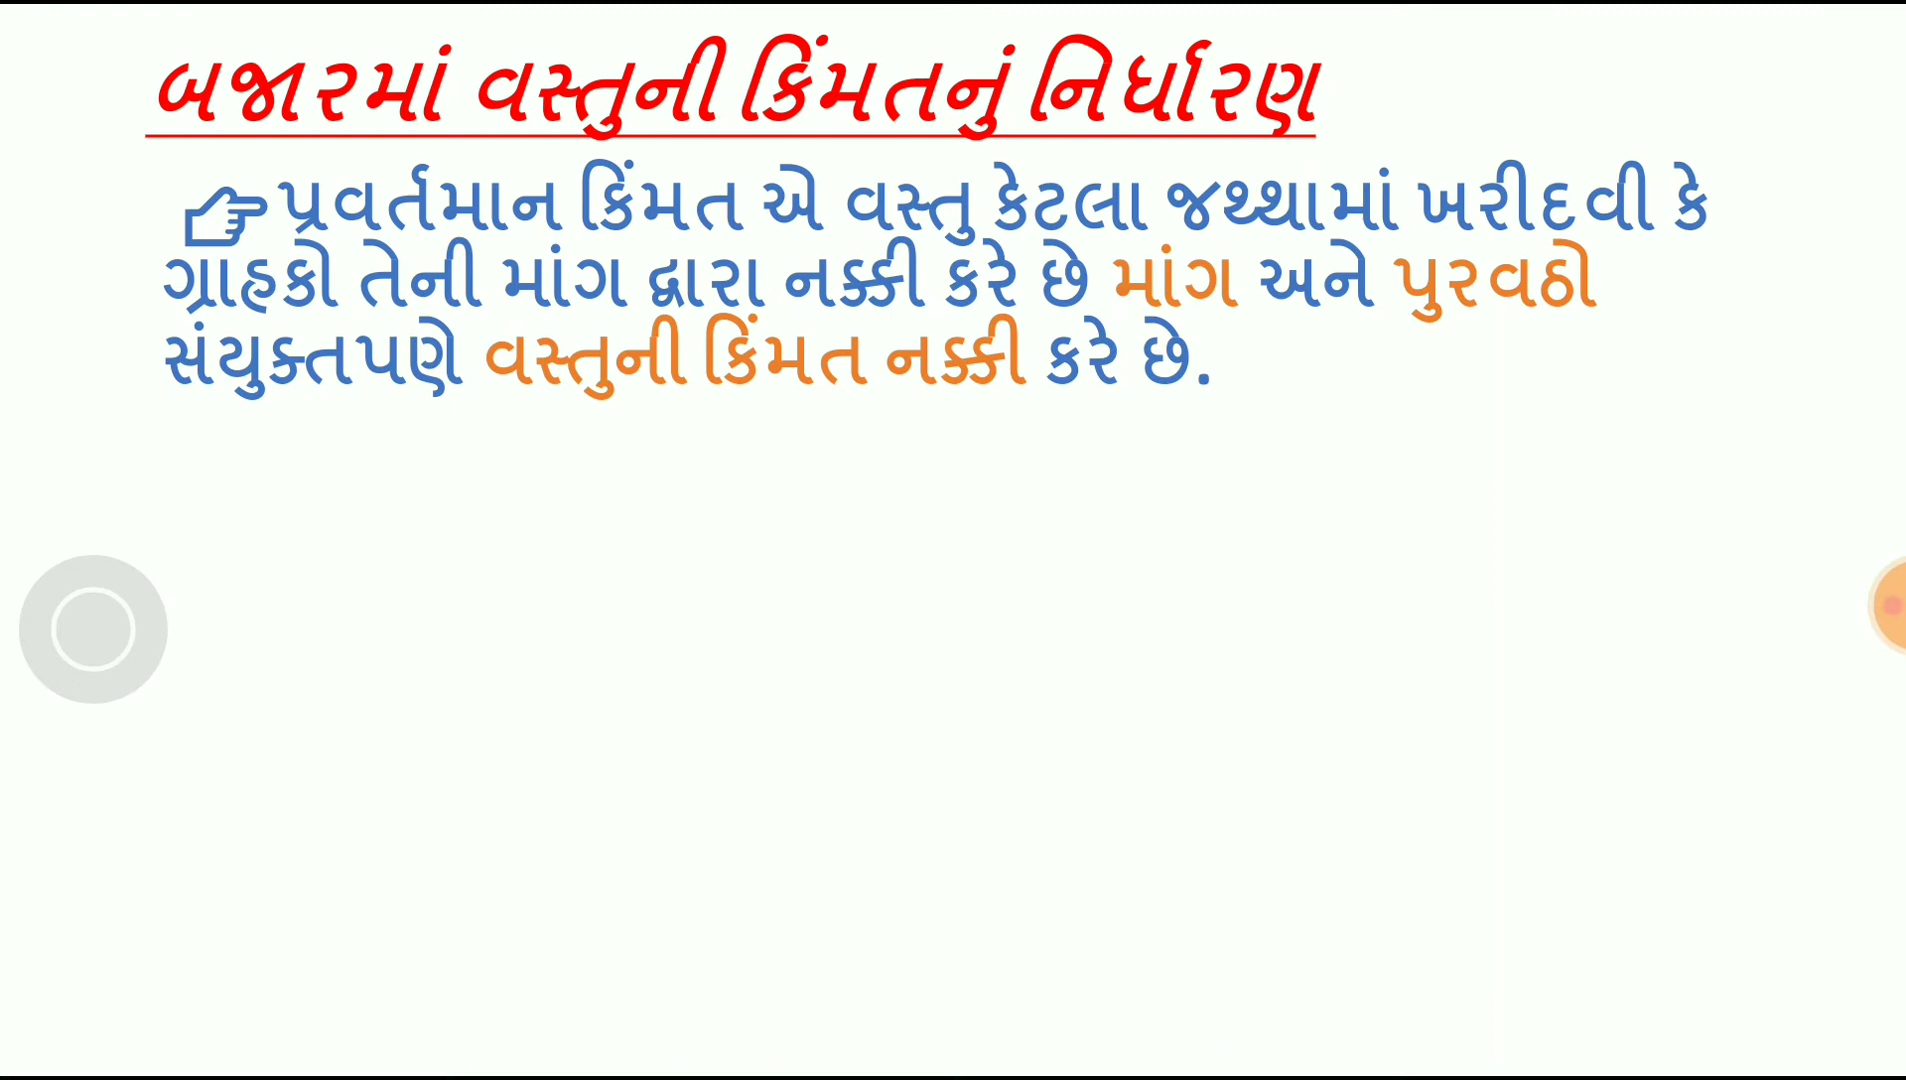 બજારમાં વસ્તુની કિંમતનું નિર્ધારણ
પ્રવર્તમાન કિંમત એ વસ્તુ કેટલા જથ્થામાં ખરીદવી કે
ગ્રાહકો તેની માંગ દ્વારા નક્કી કરે છે માંગ અને પુરવઠો
સંયુક્તપણે વસ્તુની કિંમત નક્કી કરે છે.